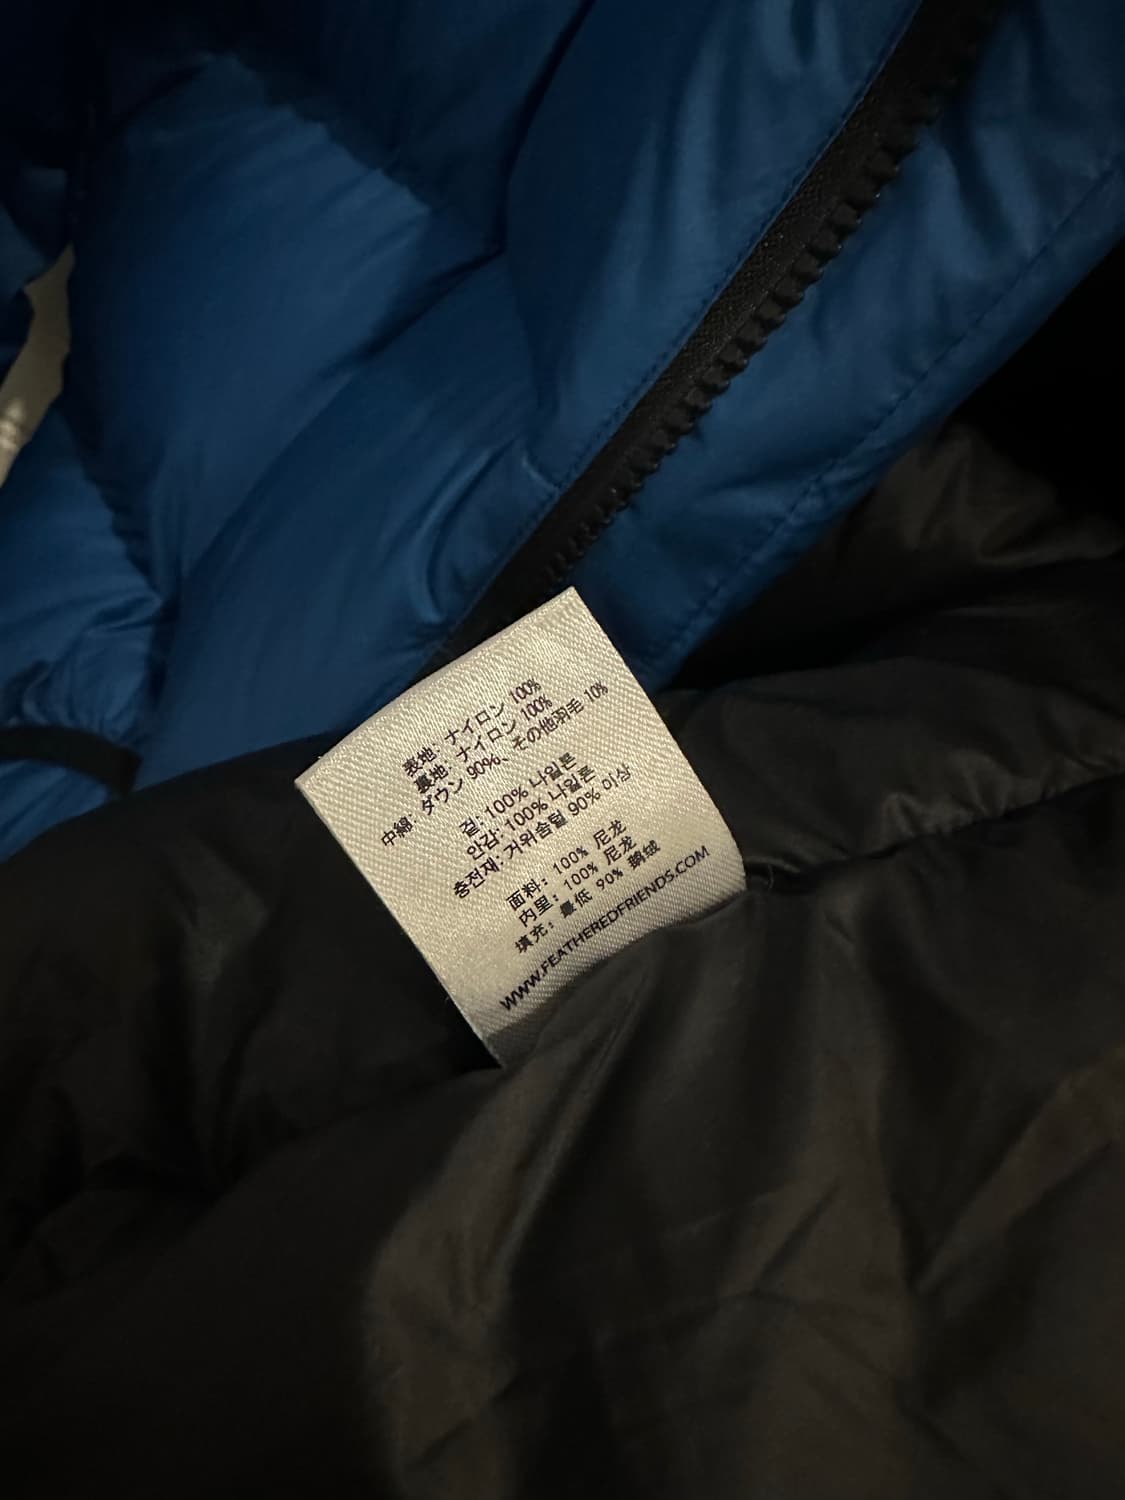 表地: ナイロン 100%
裏地: ナイロン 100%
中綿: ダウン 90%、その他羽毛 10%
겉: 100% 나일론
안감: 100% 나일론
충전재: 거위솜털 90% 이상
面料: 100% 尼龙
内里: 100% 尼龙
填充: 最低 90% 鹅绒
WWW.FEATHEREDFRIENDS.COM